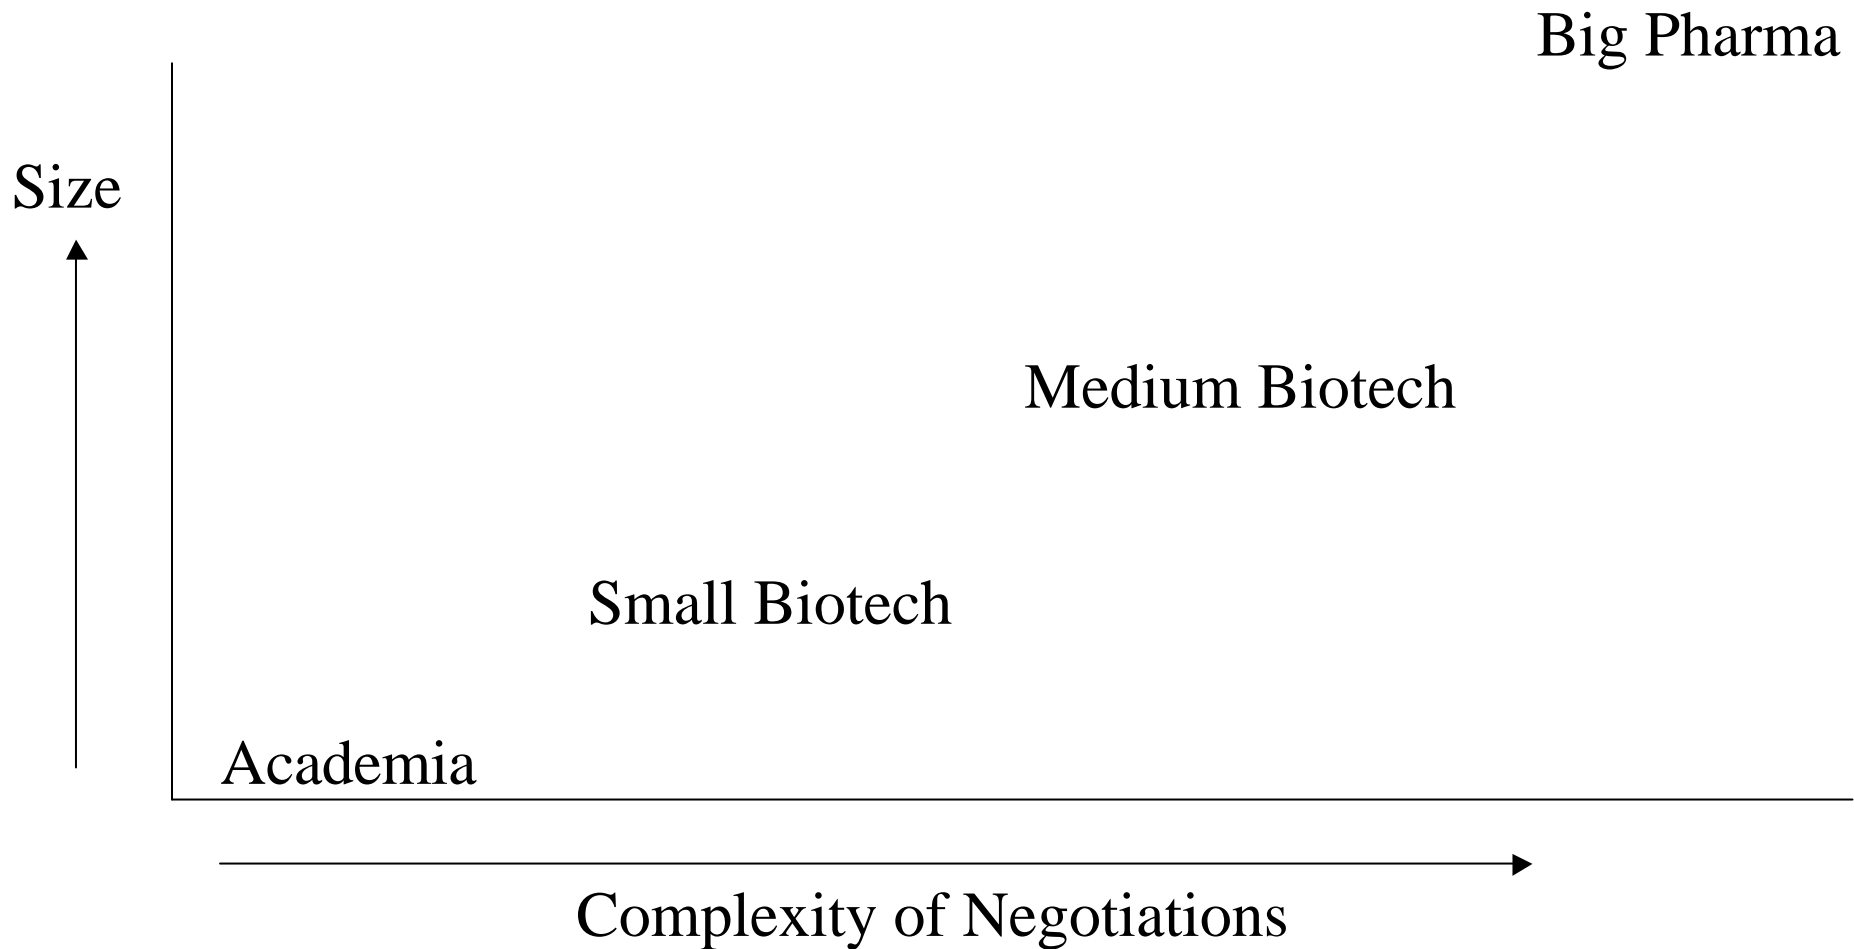 Big Pharma
Size
Medium Biotech
Small Biotech
Academia
Complexity of Negotiations